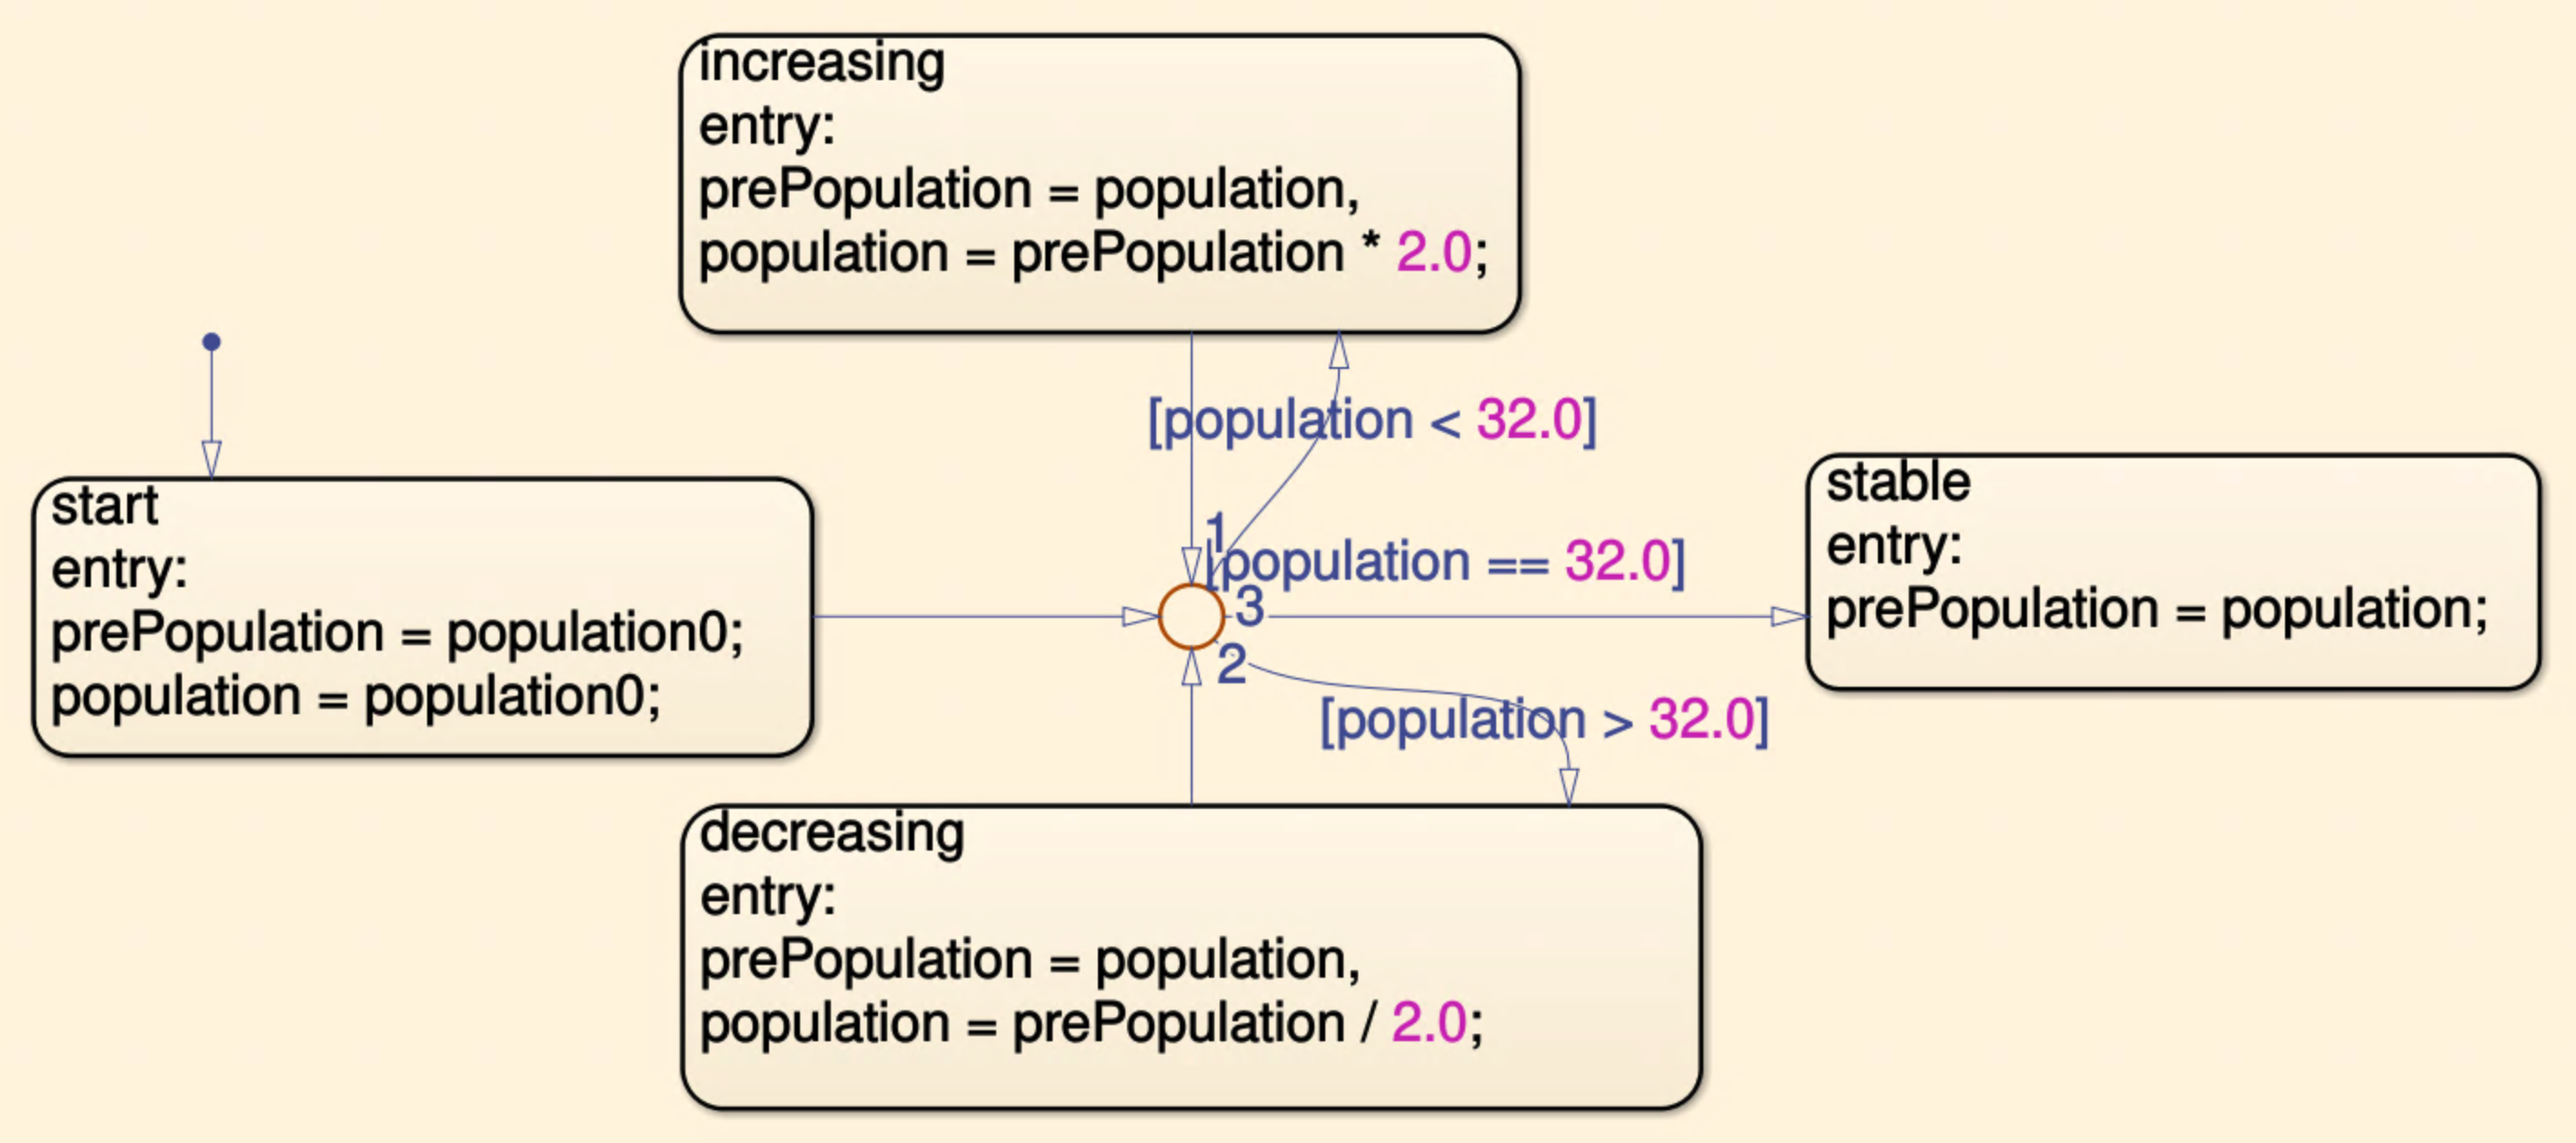 increasing
entry:
prePopulation = population,
population = prePopulation * 2.0;
[population < 32.0]
start
entry:
prePopulation = population0;
population = population0;
1
[population == 32.0]
3
2
[population > 32.0]
stable
entry:
prePopulation = population;
decreasing
entry:
prePopulation = population,
population = prePopulation / 2.0;